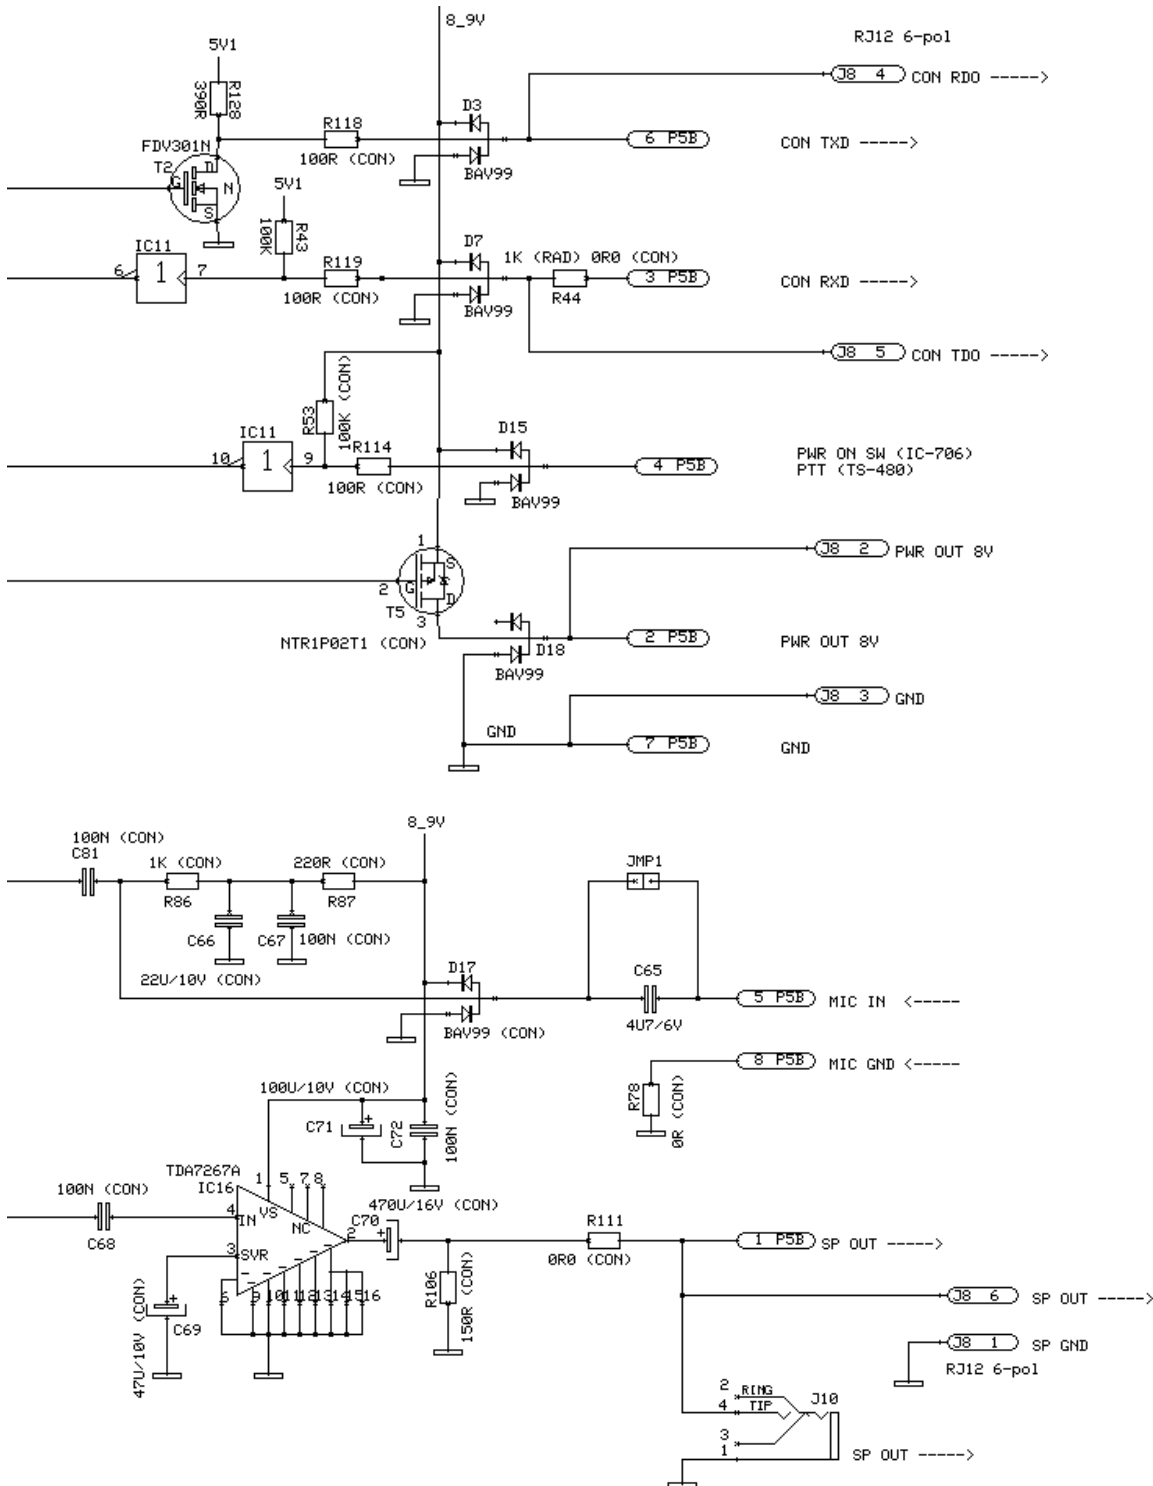 8_9V
RJ12 6-pol
5V1
J8 4 CON RDO ----->
R128
390R
D3
R118
6 P5B CON TXD ----->
FDV301N
100R (CON)
T2
D
BAV99
G
N
5V1
S
R43
100K
IC11
D7
1K (RAD) 0R0 (CON)
R119
6 1 7
3 P5B CON RXD ----->
100R (CON)
R44
BAV99
J8 5 CON TDO ----->
R53
100K (CON)
IC11
D15
R114
10 1 9
4 P5B
PWR ON SW (IC-706)
PTT (TS-480)
100R (CON)
BAV99
1
S
J8 2 PWR OUT 8V
2 G
D
T5
3
NTR1P02T1 (CON)
2 P5B PWR OUT 8V
D18
BAV99
J8 3 GND
GND
7 P5B GND
8_9V
100N (CON)
C81
1K (CON)
220R (CON)
JMP1
R86
R87
C66
C67
100N (CON)
22U/10V (CON)
D17
C65
5 P5B MIC IN <-----
4U7/6V
BAV99 (CON)
8 P5B MIC GND <-----
100U/10V (CON)
R78
0R (CON)
C71
+
C72
100N (CON)
TDA7267A
IC16
1
5 7 8
100N (CON)
470U/16V (CON)
C70
4
IN
VS
NC
2
+
R111
C68
3
SVR
1 P5B SP OUT ----->
0R0 (CON)
6 9 10 11 12 13 14 15 16
R106
150R (CON)
J8 6 SP OUT ----->
+
47U/10V (CON)
C69
J8 1 SP GND
RJ12 6-pol
2
RING
J10
4
TIP
3
1
SP OUT ----->